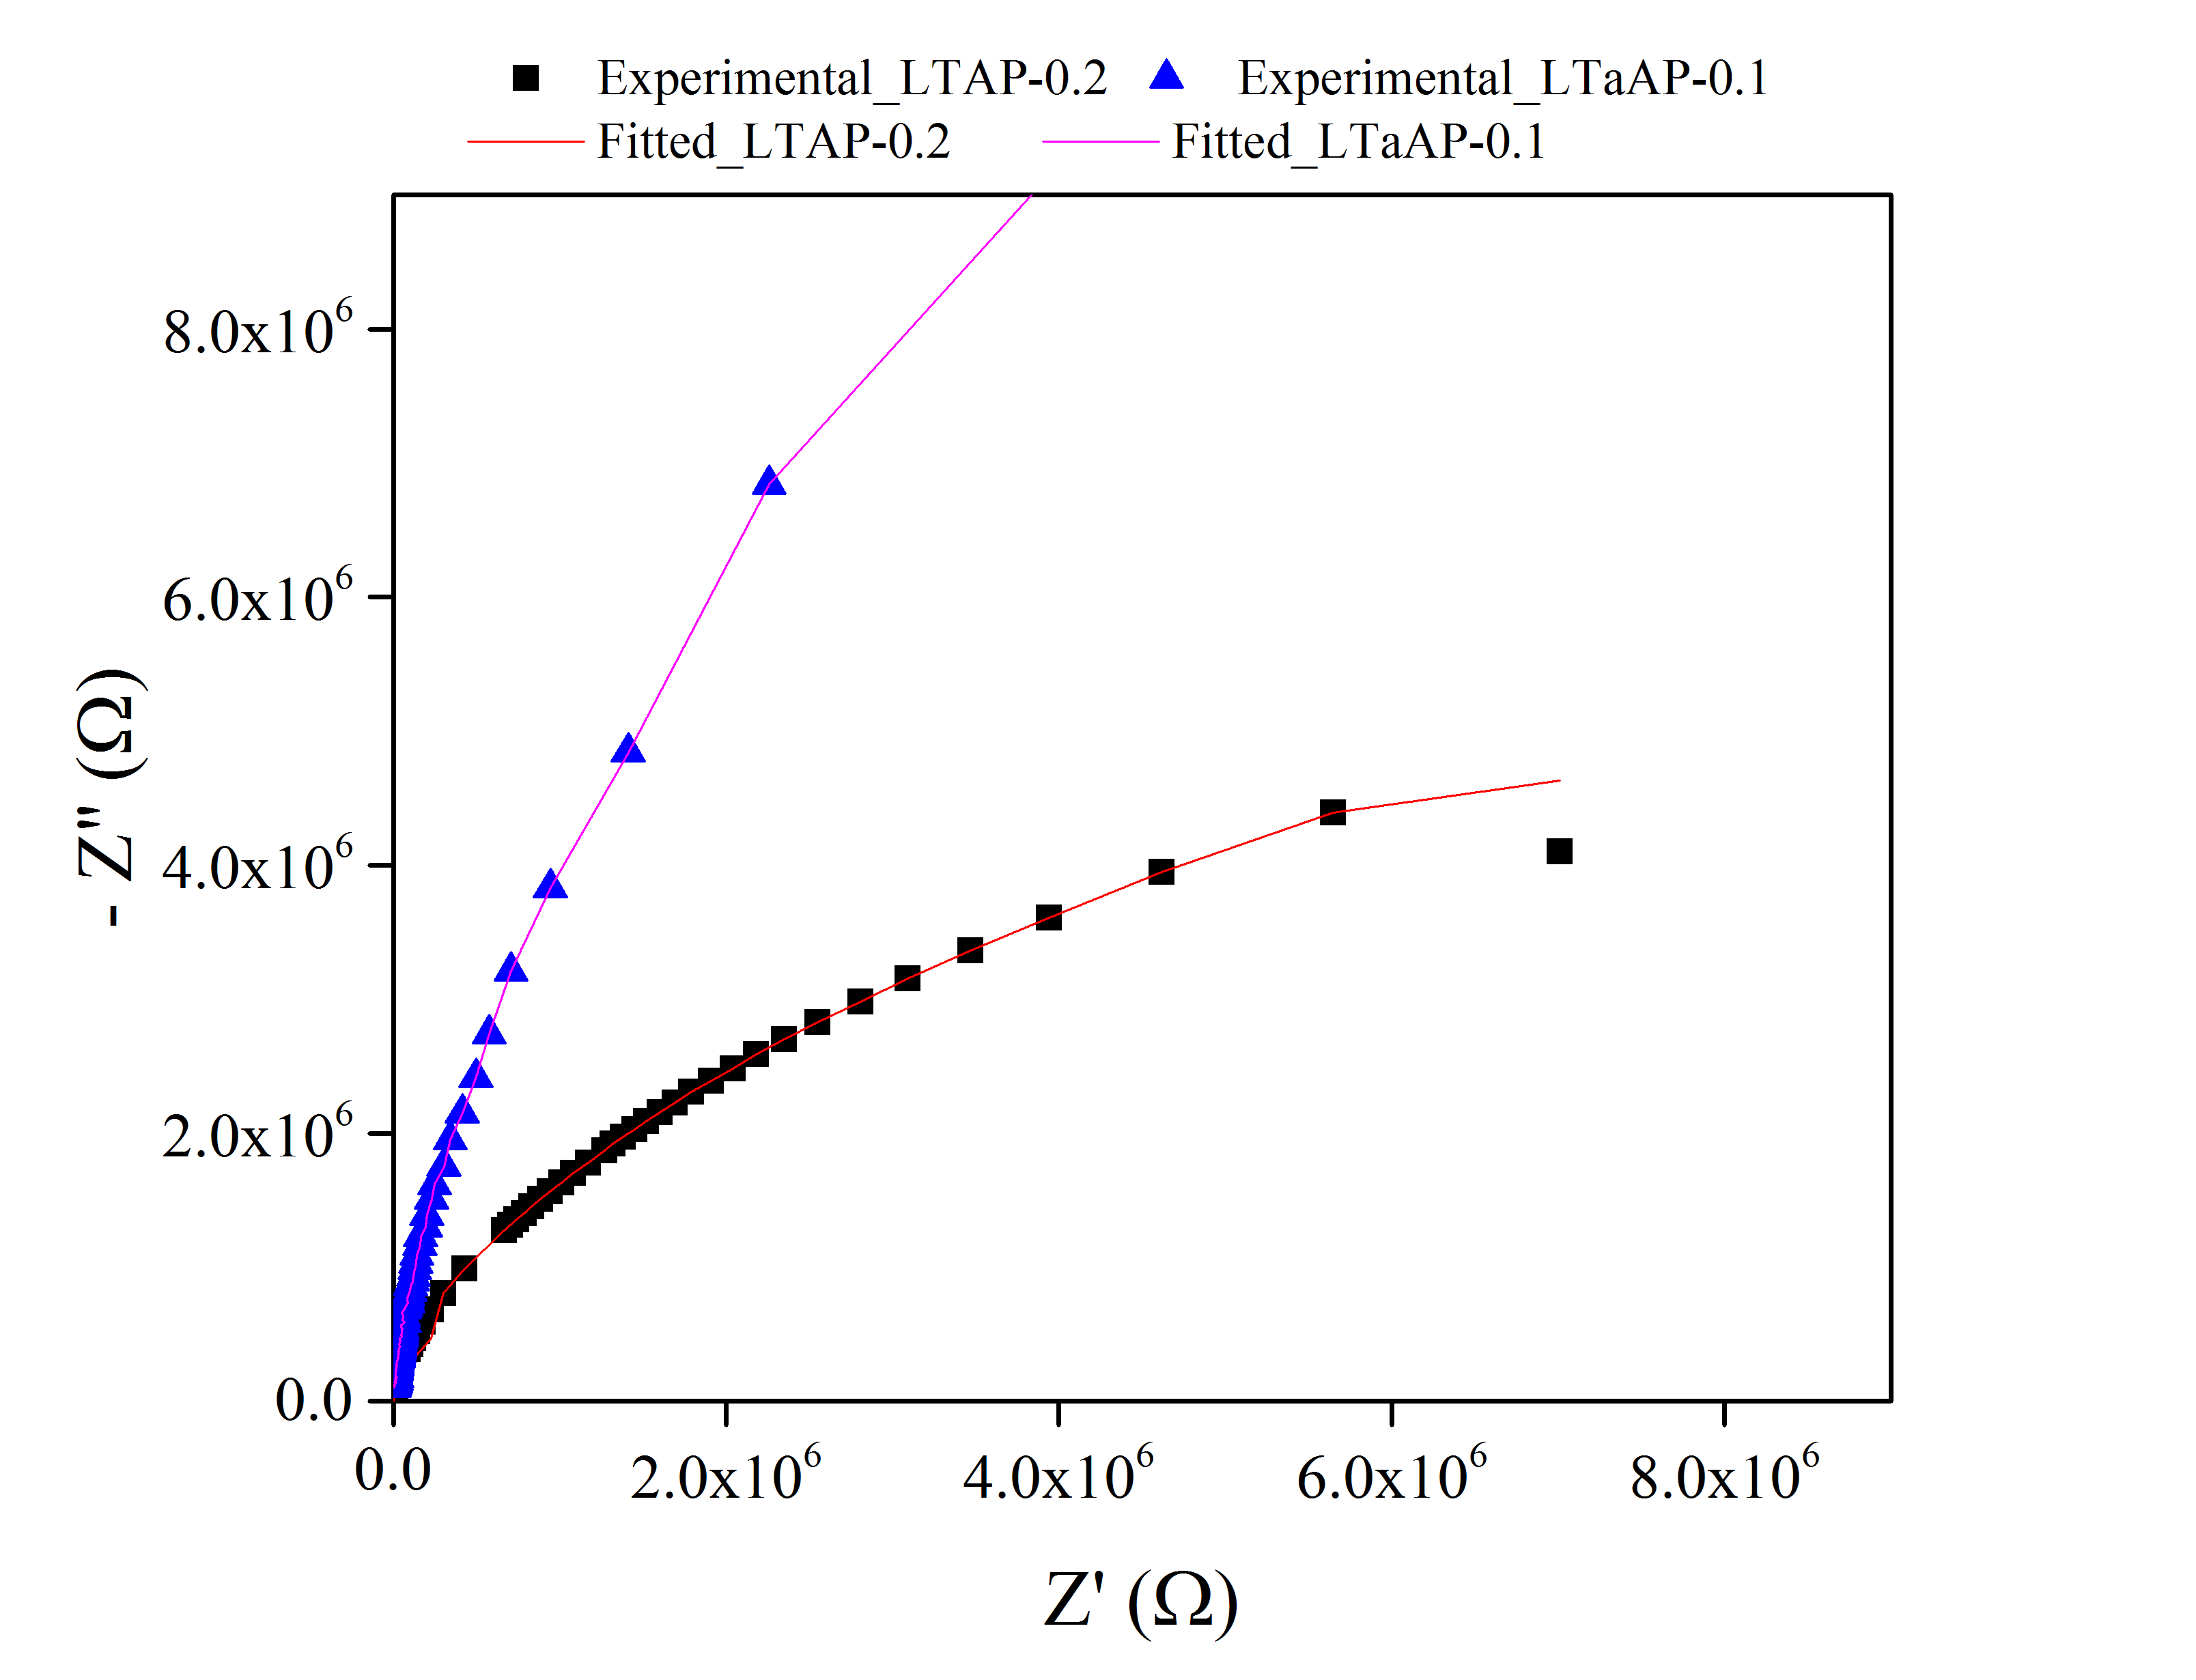 Experimental_LTAP-0.2 Experimental_LTaAP-0.1
Fitted_LTAP-0.2 Fitted_LTaAP-0.1
8.0x10⁶
6.0x10⁶
4.0x10⁶
2.0x10⁶
0.0
- Z" (Ω)
0.0 2.0x10⁶ 4.0x10⁶ 6.0x10⁶ 8.0x10⁶
Z' (Ω)